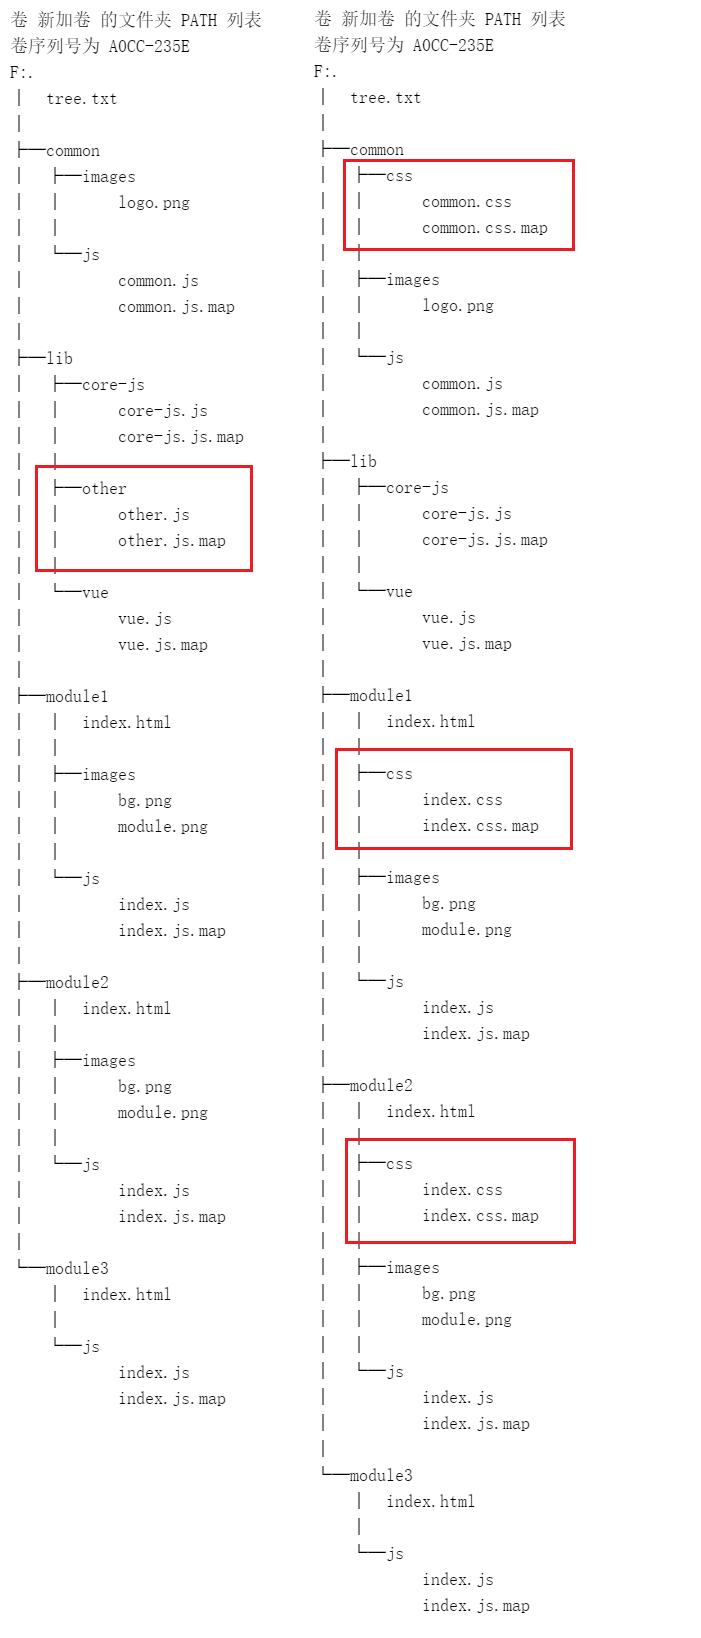 卷 新加卷 的文件夹 PATH 列表
卷序列号为 A0CC-235E
F:.
│  tree.txt
│
├─common
│  ├─images
│  │      logo.png
│  │
│  └─js
│          common.js
│          common.js.map
│
├─lib
│  ├─core-js
│  │      core-js.js
│  │      core-js.js.map
│  │
│  ├─other
│  │      other.js
│  │      other.js.map
│  │
│  └─vue
│          vue.js
│          vue.js.map
│
├─module1
│  │  index.html
│  │
│  ├─images
│  │      bg.png
│  │      module.png
│  │
│  └─js
│          index.js
│          index.js.map
│
├─module2
│  │  index.html
│  │
│  ├─images
│  │      bg.png
│  │      module.png
│  │
│  └─js
│          index.js
│          index.js.map
│
└─module3
    │  index.html
    │
    └─js
            index.js
            index.js.map
卷 新加卷 的文件夹 PATH 列表
卷序列号为 A0CC-235E
F:.
│  tree.txt
│
├─common
│  ├─css
│  │      common.css
│  │      common.css.map
│  │
│  ├─images
│  │      logo.png
│  │
│  └─js
│          common.js
│          common.js.map
│
├─lib
│  ├─core-js
│  │      core-js.js
│  │      core-js.js.map
│  │
│  └─vue
│          vue.js
│          vue.js.map
│
├─module1
│  │  index.html
│  │
│  ├─css
│  │      index.css
│  │      index.css.map
│  │
│  ├─images
│  │      bg.png
│  │      module.png
│  │
│  └─js
│          index.js
│          index.js.map
│
├─module2
│  │  index.html
│  │
│  ├─css
│  │      index.css
│  │      index.css.map
│  │
│  ├─images
│  │      bg.png
│  │      module.png
│  │
│  └─js
│          index.js
│          index.js.map
│
└─module3
    │  index.html
    │
    └─js
            index.js
            index.js.map